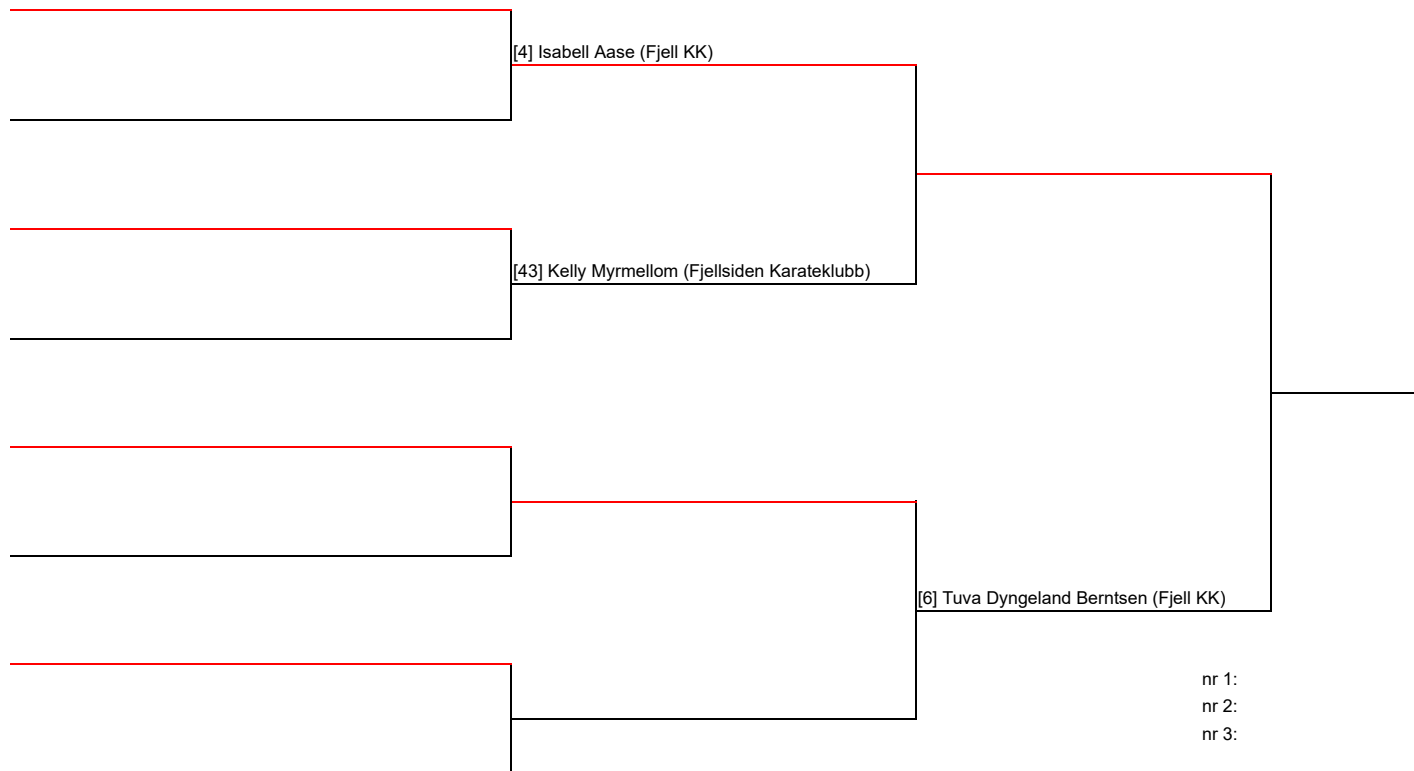 [4] Isabell Aase (Fjell KK)
[43] Kelly Myrmellom (Fjellsiden Karateklubb)
[6] Tuva Dyngeland Berntsen (Fjell KK)
nr 1:
nr 2:
nr 3: